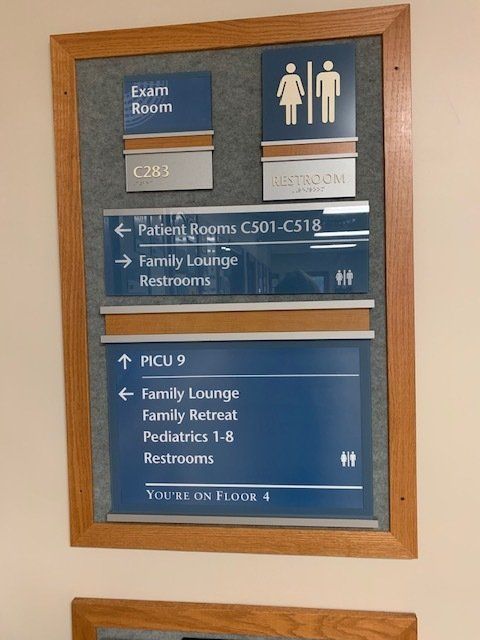 Exam
Room
C283
RESTROOM
← Patient Rooms C501-C518
→ Family Lounge
Restrooms
↑ PICU 9
← Family Lounge
Family Retreat
Pediatrics 1-8
Restrooms
YOU'RE ON FLOOR 4